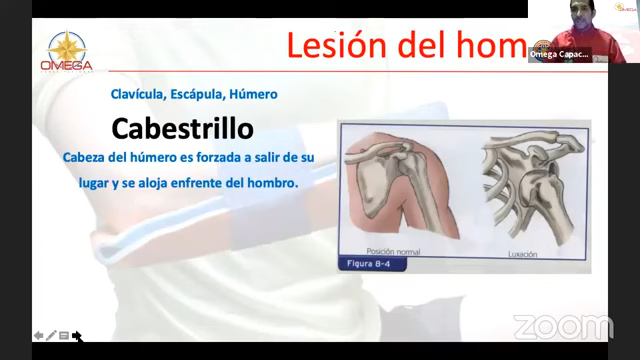 OMEGA
Lesión del hom
Omega Capac...
Clavícula, Escápula, Húmero
Cabestrillo
Cabeza del húmero es forzada a salir de su
lugar y se aloja enfrente del hombro.
Posición normal
Luxación
Figura 8-4
zoom